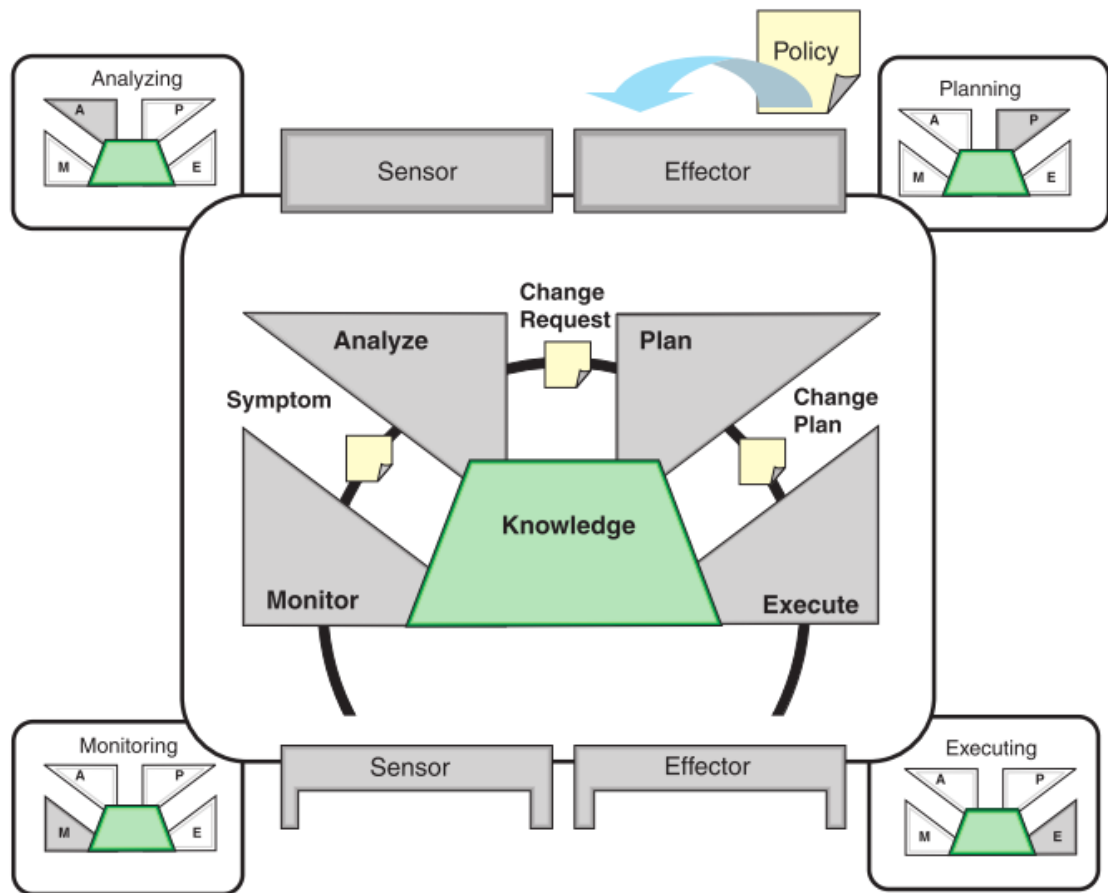 Policy
Analyzing
A
P
M
E
Planning
A
P
M
E
Sensor
Effector
Change
Request
Analyze
Plan
Symptom
Change
Plan
Knowledge
Monitor
Execute
Monitoring
A
P
M
E
Sensor
Effector
Executing
A
P
M
E